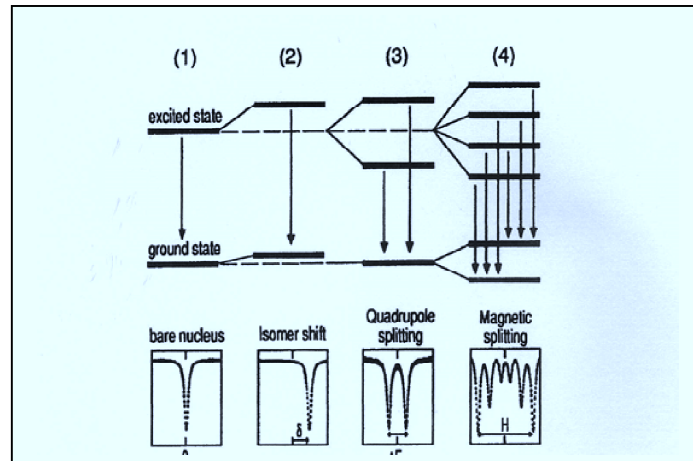 (1) (2) (3) (4)
excited state
ground state
bare nucleus Isomer shift Quadrupole splitting Magnetic splitting
δ H